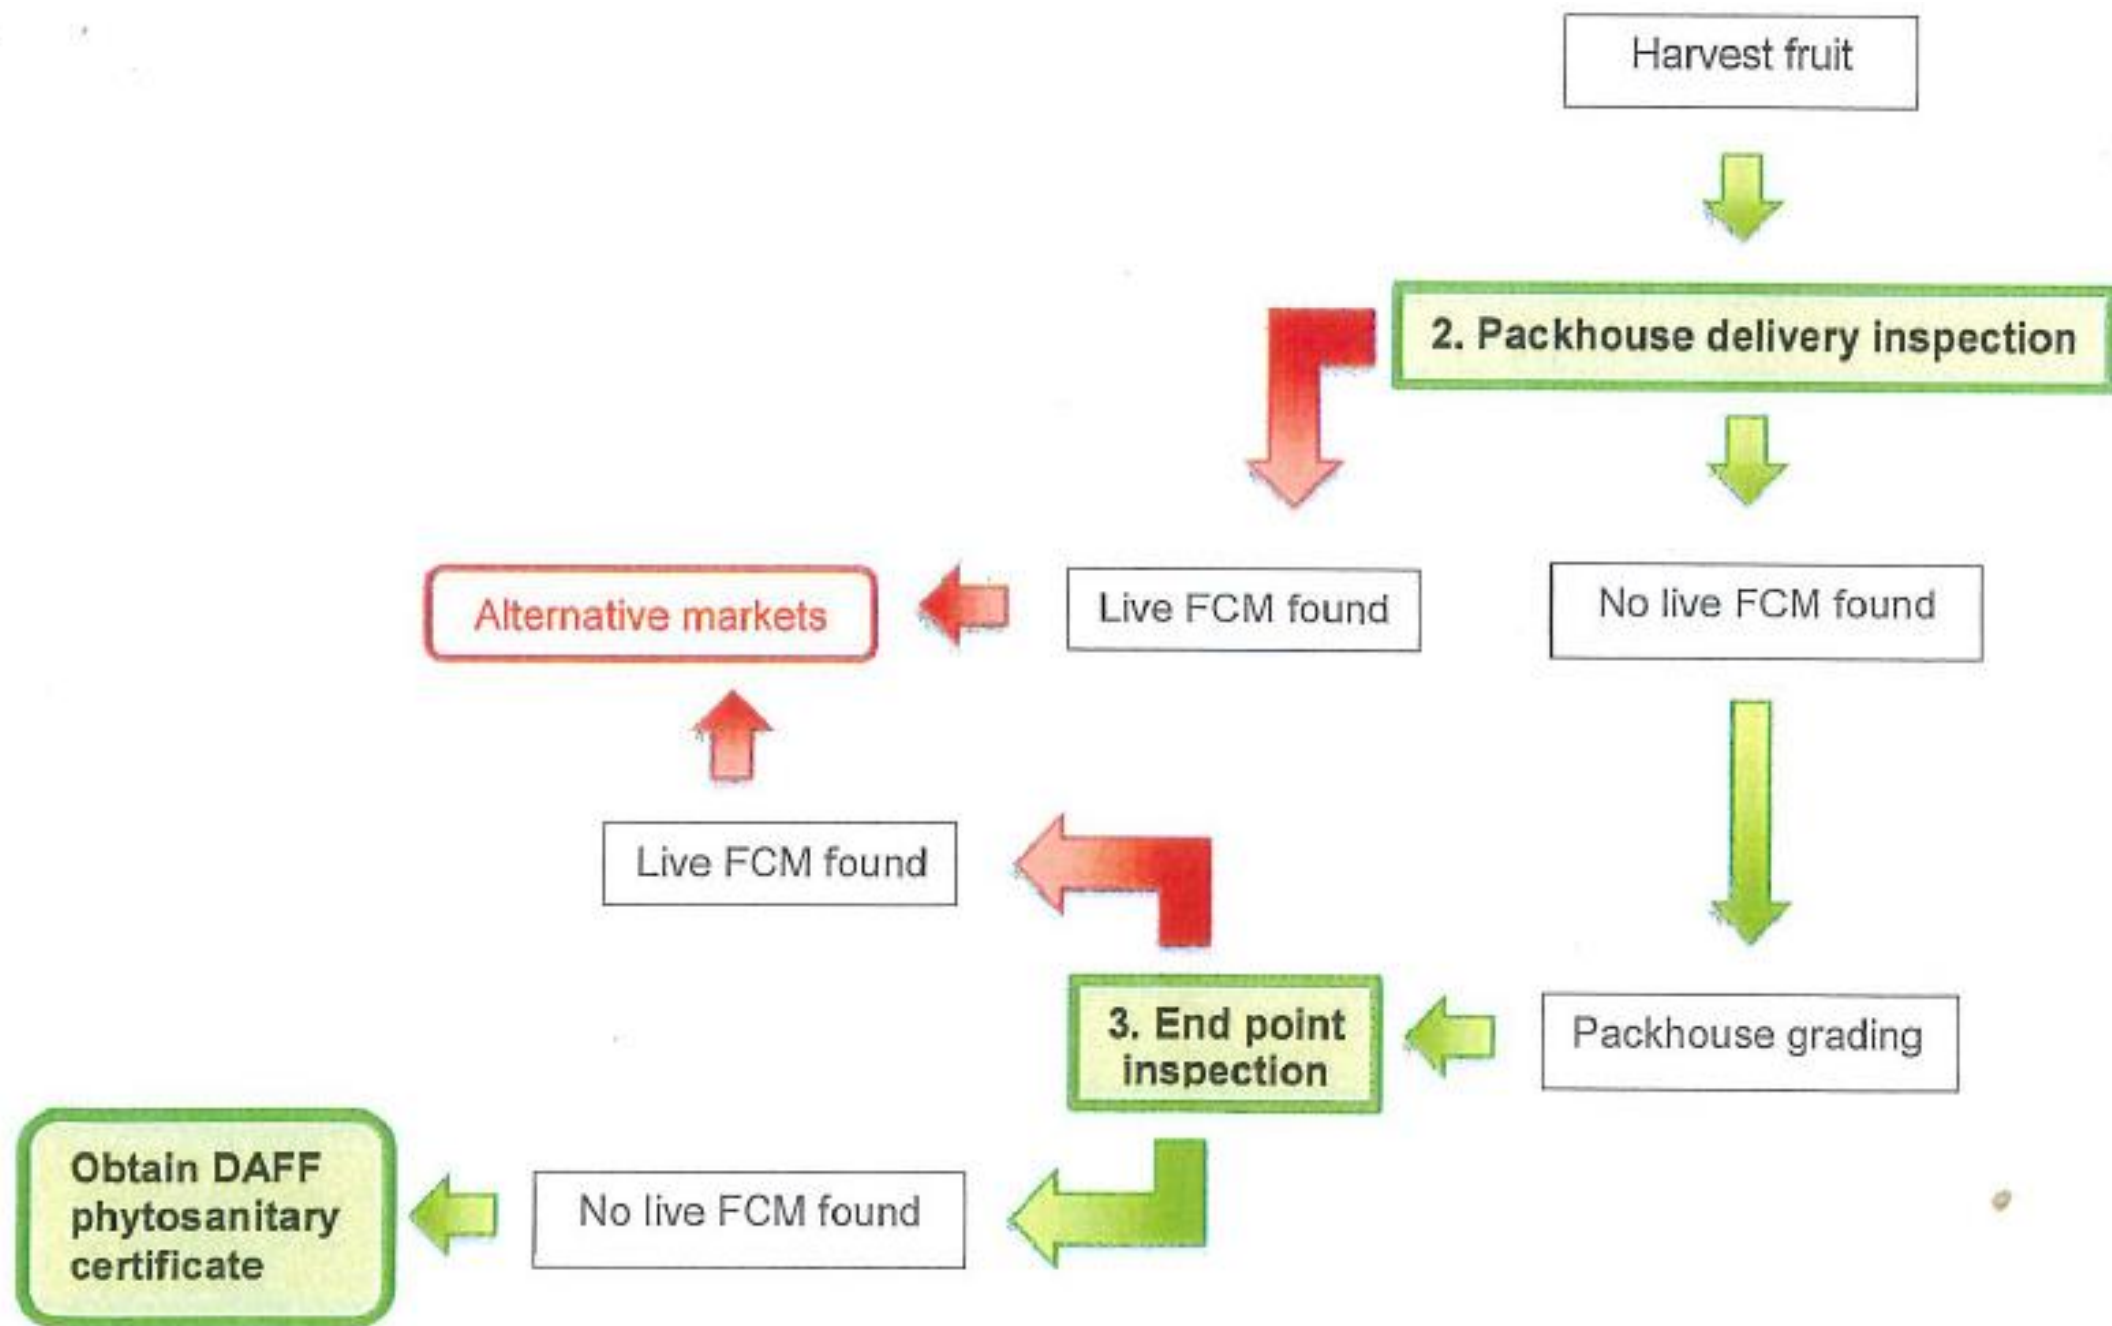 Harvest fruit
2. Packhouse delivery inspection
Alternative markets
Live FCM found
No live FCM found
Live FCM found
3. End point
inspection
Packhouse grading
Obtain DAFF
phytosanitary
certificate
No live FCM found